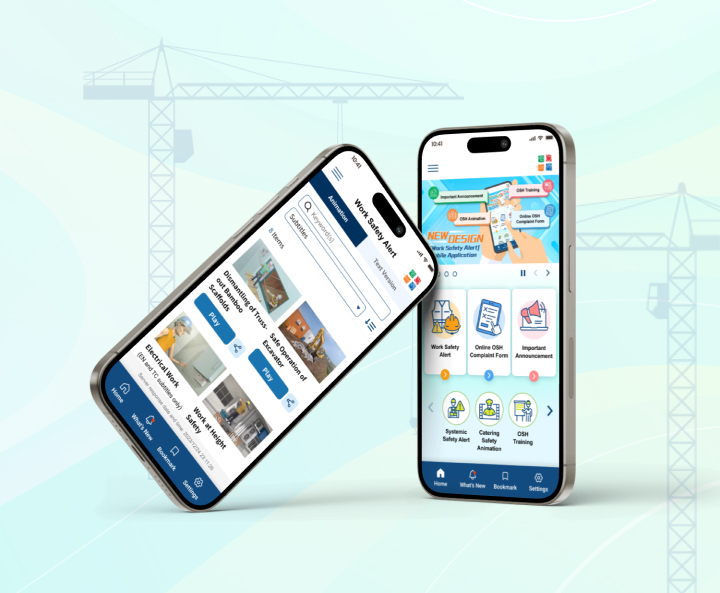 10:41
Work Safety Alert
Animation
Text Version
Keyword(s)
Subtitles
8 Items
Dismantling of Truss-
out Bamboo
Scaffolds
Play
Safe Operation of
Excavator
Play
Electrical Work
(EN and TC subtitles only)
Work at Height
Safety
Home
What's New
Bookmark
Settings
10:41
Important Announcement
OSH Training
OSH Animation
Online OSH
Complaint Form
NEW DESIGN
Work Safety Alert)
Mobile Application
Work Safety
Alert
Online OSH
Complaint Form
Important
Announcement
Systemic
Safety Alert
Catering
Safety
Animation
OSH
Training
Home
What's New
Bookmark
Settings